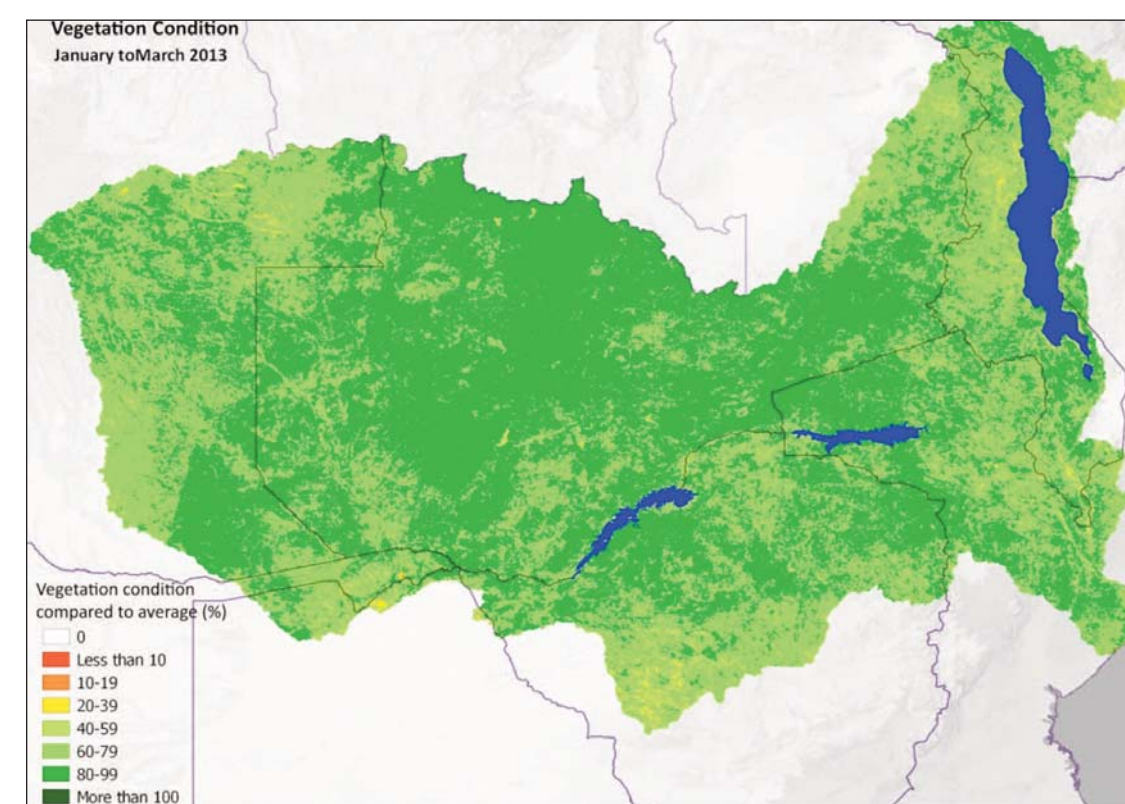 Vegetation Condition
January toMarch 2013
Vegetation condition
compared to average (%)
0
Less than 10
10-19
20-39
40-59
60-79
80-99
More than 100